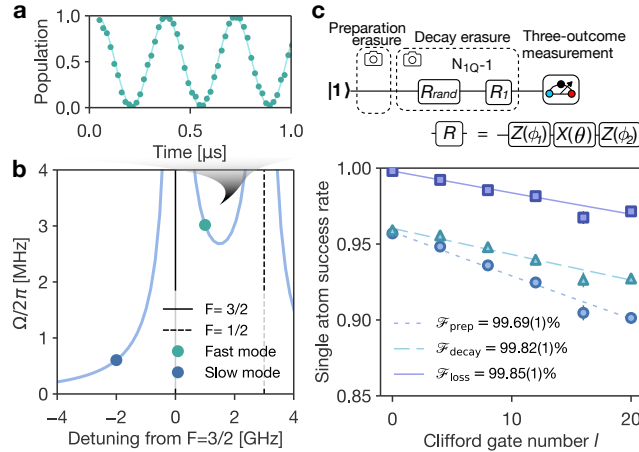 a
Population
1.0
0.5
0.0
0.0
0.5
1.0
Time [µs]
b
Ω/2π [MHz]
4
3
2
1
0
F= 3/2
F= 1/2
Fast mode
Slow mode
−4
−2
0
2
4
Detuning from F=3/2 [GHz]
c
Preparation erasure
Decay erasure
Three-outcome measurement
N1Q-1
|1⟩
Rrand
R1
R = Z(ϕ1) X(θ) Z(ϕ2)
Single atom success rate
1.00
0.95
0.90
0.85
ℱprep = 99.69(1)%
ℱdecay = 99.82(1)%
ℱloss = 99.85(1)%
0
10
20
Clifford gate number l